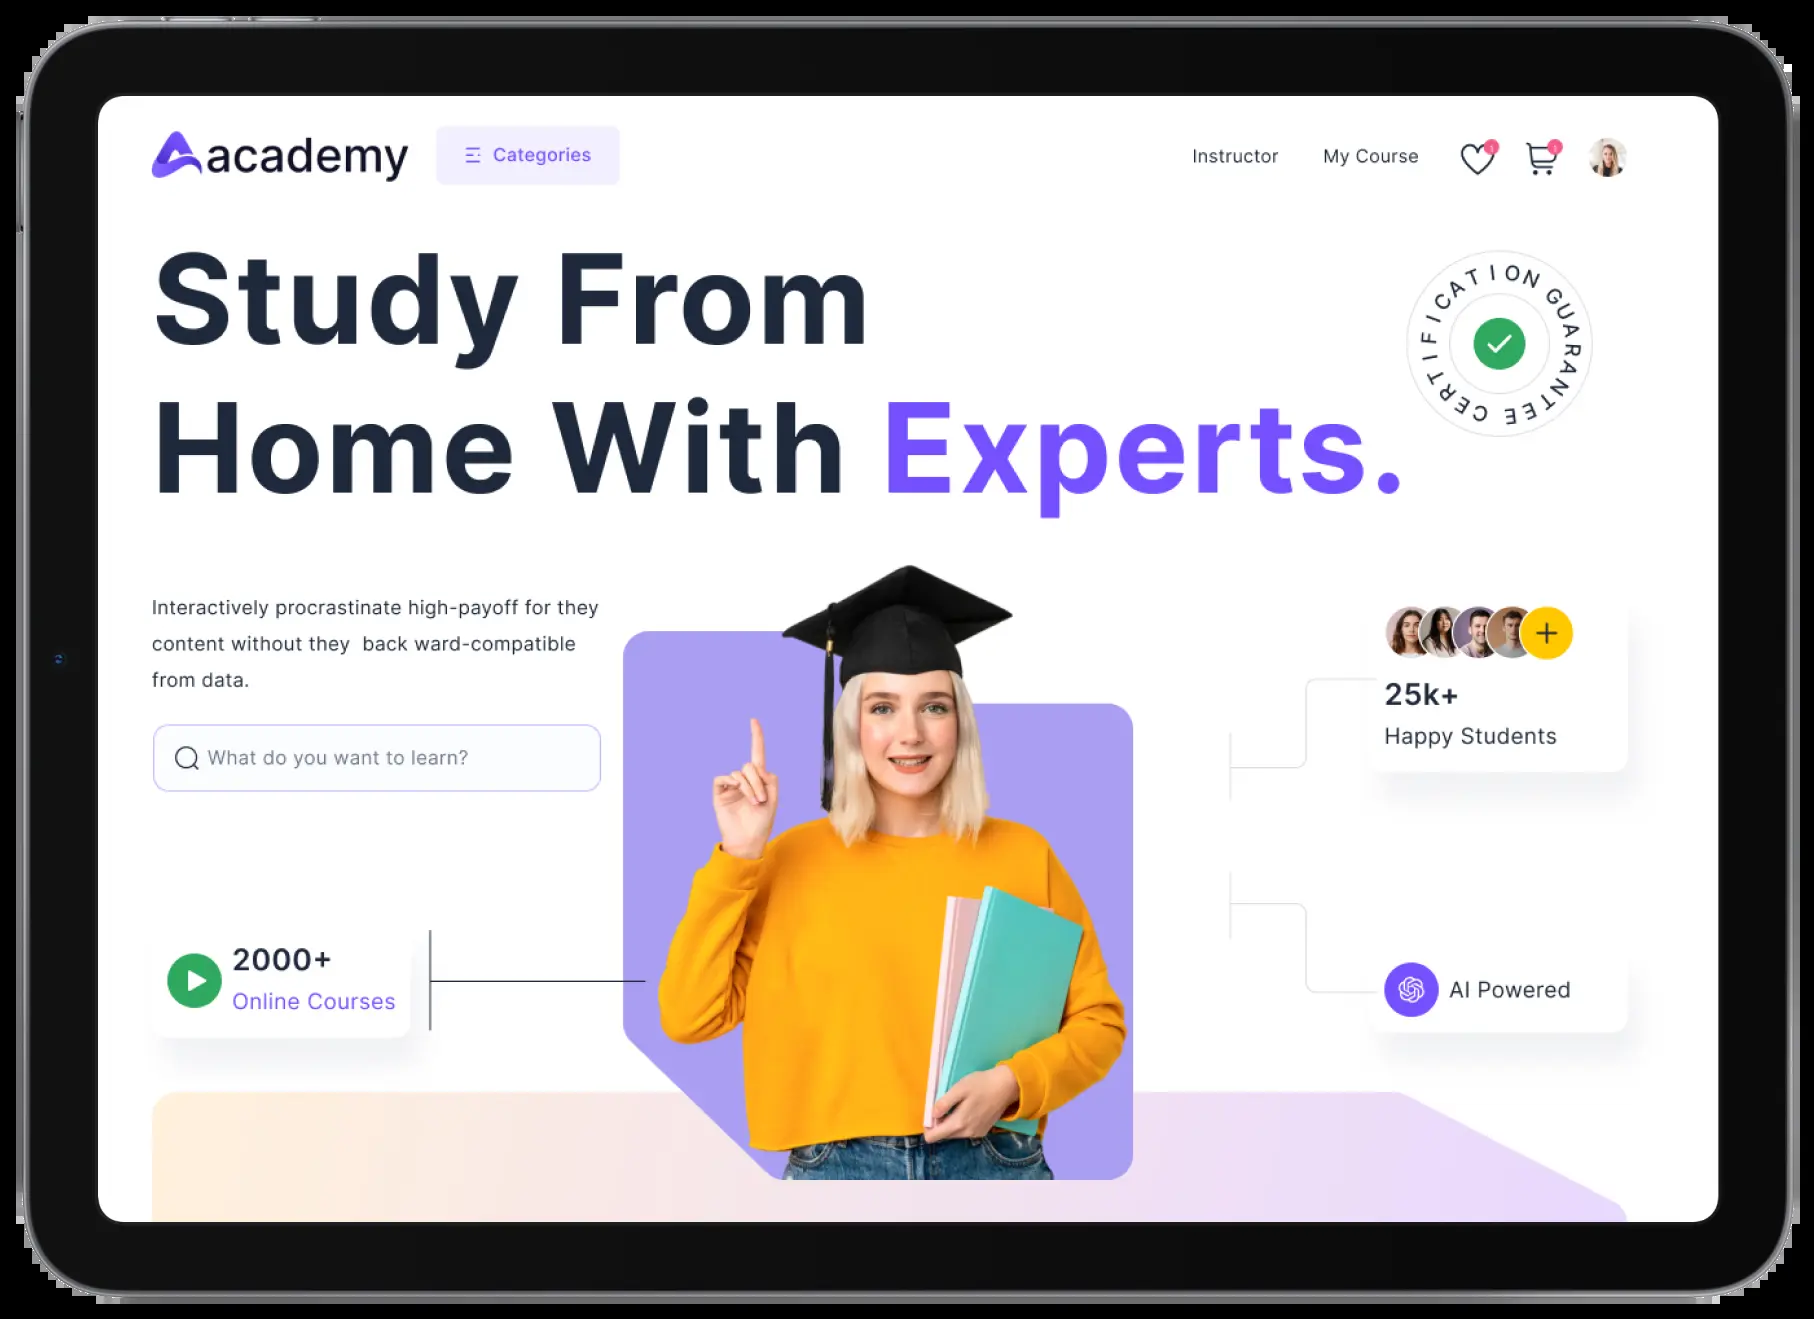 academy
Categories
Instructor
My Course
1
1
Study From
Home With Experts.
CERTIFICATION GUARANTEE
Interactively procrastinate high-payoff for they
content without they  back ward-compatible
from data.
What do you want to learn?
25k+
Happy Students
2000+
Online Courses
AI Powered